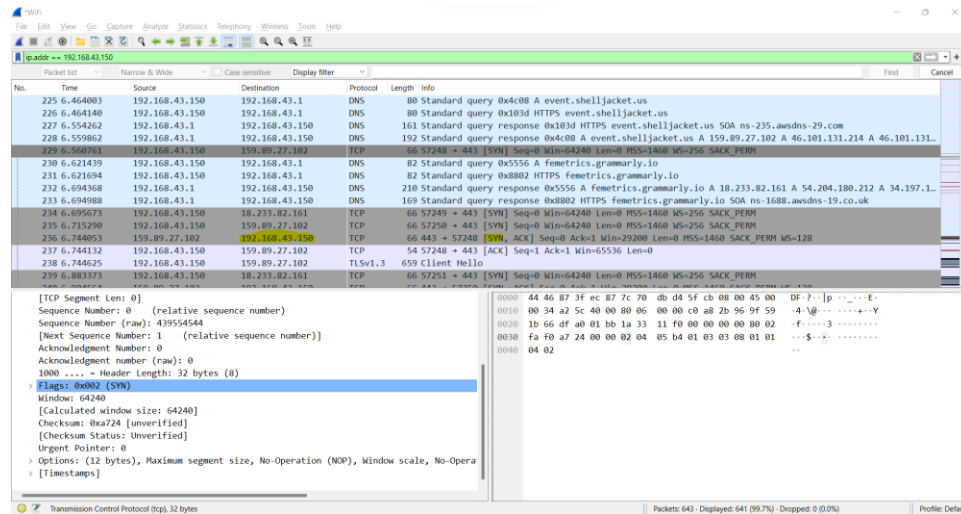 *WiFi
File Edit View Go Capture Analyze Statistics Telephony Wireless Tools Help
ip.addr == 192.168.43.150
Packet list Narrow & Wide Case sensitive Display filter Find Cancel
No. Time Source Destination Protocol Length Info
225 6.464003 192.168.43.150 192.168.43.1 DNS 80 Standard query 0x4c08 A event.shelljacket.us
226 6.464140 192.168.43.150 192.168.43.1 DNS 80 Standard query 0x103d HTTPS event.shelljacket.us
227 6.554262 192.168.43.1 192.168.43.150 DNS 161 Standard query response 0x103d HTTPS event.shelljacket.us SOA ns-235.awsdns-29.com
228 6.559862 192.168.43.1 192.168.43.150 DNS 192 Standard query response 0x4c08 A event.shelljacket.us A 159.89.27.102 A 46.101.131.214 A 46.101.131…
229 6.560761 192.168.43.150 159.89.27.102 TCP 66 57248 → 443 [SYN] Seq=0 Win=64240 Len=0 MSS=1460 WS=256 SACK_PERM
230 6.621439 192.168.43.150 192.168.43.1 DNS 82 Standard query 0x5556 A femetrics.grammarly.io
231 6.621694 192.168.43.150 192.168.43.1 DNS 82 Standard query 0x8802 HTTPS femetrics.grammarly.io
232 6.694368 192.168.43.1 192.168.43.150 DNS 210 Standard query response 0x5556 A femetrics.grammarly.io A 18.233.82.161 A 54.204.180.212 A 34.197.1…
233 6.694988 192.168.43.1 192.168.43.150 DNS 169 Standard query response 0x8802 HTTPS femetrics.grammarly.io SOA ns-1688.awsdns-19.co.uk
234 6.695673 192.168.43.150 18.233.82.161 TCP 66 57249 → 443 [SYN] Seq=0 Win=64240 Len=0 MSS=1460 WS=256 SACK_PERM
235 6.715290 192.168.43.150 159.89.27.102 TCP 66 57250 → 443 [SYN] Seq=0 Win=64240 Len=0 MSS=1460 WS=256 SACK_PERM
236 6.744053 159.89.27.102 192.168.43.150 TCP 66 443 → 57248 [SYN, ACK] Seq=0 Ack=1 Win=29200 Len=0 MSS=1460 SACK_PERM WS=128
237 6.744132 192.168.43.150 159.89.27.102 TCP 54 57248 → 443 [ACK] Seq=1 Ack=1 Win=65536 Len=0
238 6.744625 192.168.43.150 159.89.27.102 TLSv1.3 659 Client Hello
239 6.883373 192.168.43.150 18.233.82.161 TCP 66 57251 → 443 [SYN] Seq=0 Win=64240 Len=0 MSS=1460 WS=256 SACK_PERM
[TCP Segment Len: 0]
Sequence Number: 0 (relative sequence number)
Sequence Number (raw): 439554544
[Next Sequence Number: 1 (relative sequence number)]
Acknowledgment Number: 0
Acknowledgment number (raw): 0
1000 .... = Header Length: 32 bytes (8)
Flags: 0x002 (SYN)
Window: 64240
[Calculated window size: 64240]
Checksum: 0xa724 [unverified]
[Checksum Status: Unverified]
Urgent Pointer: 0
Options: (12 bytes), Maximum segment size, No-Operation (NOP), Window scale, No-Opera
[Timestamps]
0000 44 46 87 3f ec 87 7c 70 db d4 5f cb 08 00 45 00 DF·?··|p ··_···E·
0010 00 34 a2 5c 40 00 80 06 00 00 c0 a8 2b 96 9f 59 ·4·\@··· ····+··Y
0020 1b 66 df a0 01 bb 1a 33 11 f0 00 00 00 00 80 02 ·f·····3 ········
0030 fa f0 a7 24 00 00 02 04 05 b4 01 03 03 08 01 01 ···$···· ········
0040 04 02 ··
Transmission Control Protocol (tcp), 32 bytes Packets: 643 · Displayed: 641 (99.7%) · Dropped: 0 (0.0%) Profile: Defa